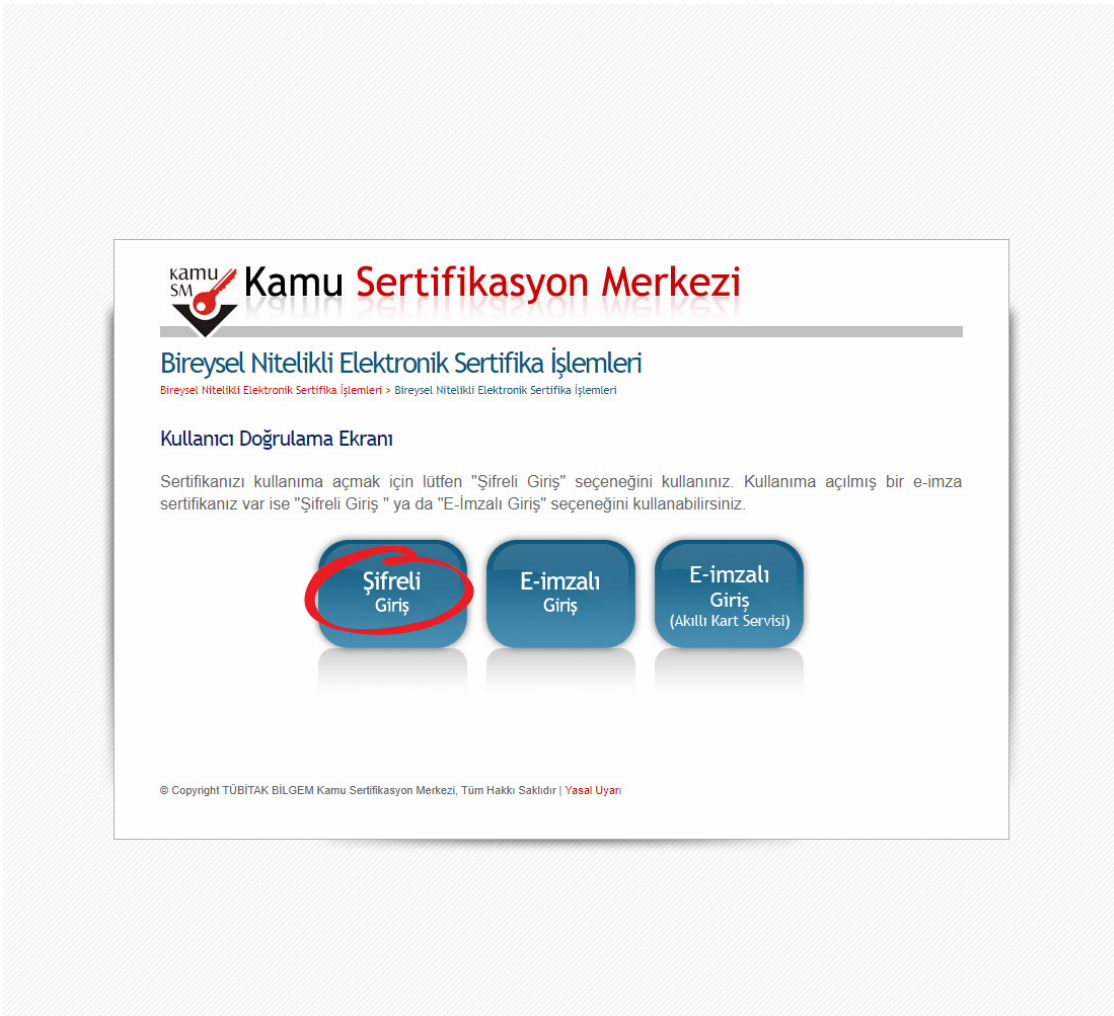 Kamu SM
Kamu Sertifikasyon Merkezi
Bireysel Nitelikli Elektronik Sertifika İşlemleri
Bireysel Nitelikli Elektronik Sertifika İşlemleri > Bireysel Nitelikli Elektronik Sertifika İşlemleri
Kullanıcı Doğrulama Ekranı
Sertifikanızı kullanıma açmak için lütfen "Şifreli Giriş" seçeneğini kullanınız. Kullanıma açılmış bir e-imza
sertifikanız var ise "Şifreli Giriş " ya da "E-İmzalı Giriş" seçeneğini kullanabilirsiniz.
Şifreli
Giriş
E-imzalı
Giriş
E-imzalı
Giriş
(Akıllı Kart Servisi)
© Copyright TÜBİTAK BİLGEM Kamu Sertifikasyon Merkezi, Tüm Hakkı Saklıdır | Yasal Uyarı